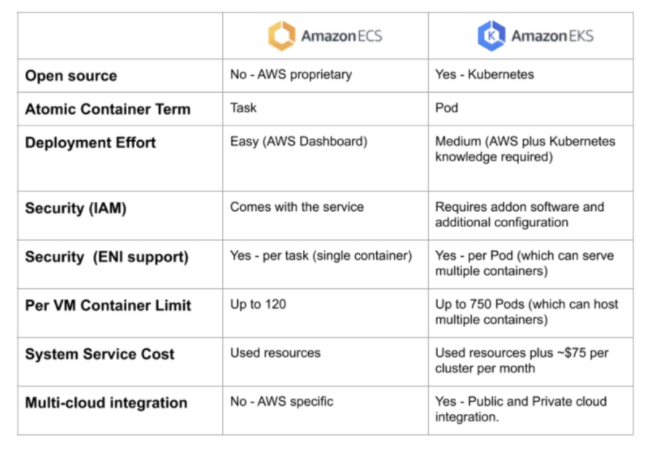 Amazon ECS
Amazon EKS
Open source
No - AWS proprietary
Yes - Kubernetes
Atomic Container Term
Task
Pod
Deployment Effort
Easy (AWS Dashboard)
Medium (AWS plus Kubernetes
knowledge required)
Security (IAM)
Comes with the service
Requires addon software and
additional configuration
Security (ENI support)
Yes - per task (single container)
Yes - per Pod (which can serve
multiple containers)
Per VM Container Limit
Up to 120
Up to 750 Pods (which can host
multiple containers)
System Service Cost
Used resources
Used resources plus ~$75 per
cluster per month
Multi-cloud integration
No - AWS specific
Yes - Public and Private cloud
integration.